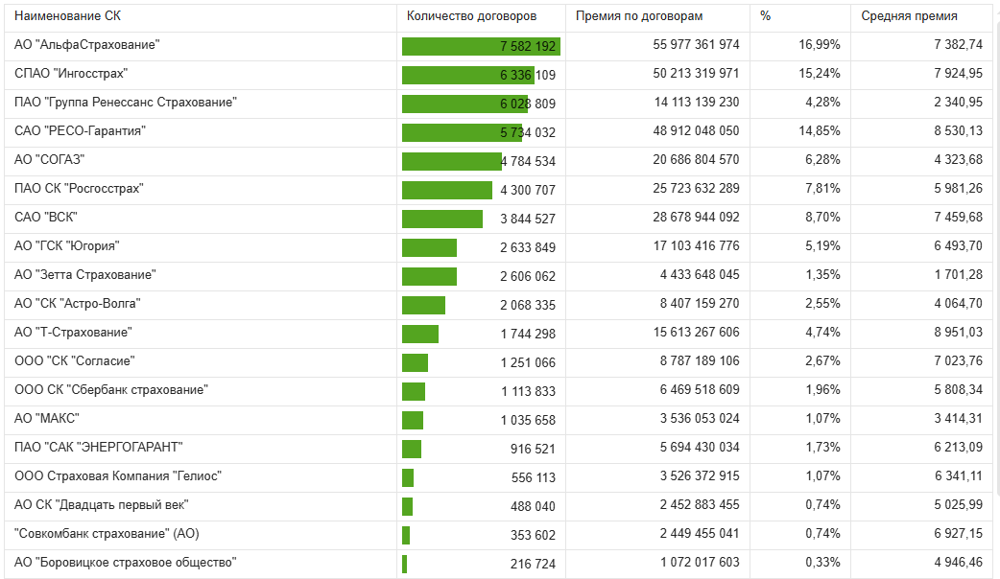 Наименование СК Количество договоров Премия по договорам % Средняя премия
АО "АльфаСтрахование" 7 582 192 55 977 361 974 16,99% 7 382,74
СПАО "Ингосстрах" 6 336 109 50 213 319 971 15,24% 7 924,95
ПАО "Группа Ренессанс Страхование" 6 028 809 14 113 139 230 4,28% 2 340,95
САО "РЕСО-Гарантия" 5 734 032 48 912 048 050 14,85% 8 530,13
АО "СОГАЗ" 4 784 534 20 686 804 570 6,28% 4 323,68
ПАО СК "Росгосстрах" 4 300 707 25 723 632 289 7,81% 5 981,26
САО "ВСК" 3 844 527 28 678 944 092 8,70% 7 459,68
АО "ГСК "Югория" 2 633 849 17 103 416 776 5,19% 6 493,70
АО "Зетта Страхование" 2 606 062 4 433 648 045 1,35% 1 701,28
АО "СК "Астро-Волга" 2 068 335 8 407 159 270 2,55% 4 064,70
АО "Т-Страхование" 1 744 298 15 613 267 606 4,74% 8 951,03
ООО "СК "Согласие" 1 251 066 8 787 189 106 2,67% 7 023,76
ООО СК "Сбербанк страхование" 1 113 833 6 469 518 609 1,96% 5 808,34
АО "МАКС" 1 035 658 3 536 053 024 1,07% 3 414,31
ПАО "САК "ЭНЕРГОГАРАНТ" 916 521 5 694 430 034 1,73% 6 213,09
ООО Страховая Компания "Гелиос" 556 113 3 526 372 915 1,07% 6 341,11
АО СК "Двадцать первый век" 488 040 2 452 883 455 0,74% 5 025,99
"Совкомбанк страхование" (АО) 353 602 2 449 455 041 0,74% 6 927,15
АО "Боровицкое страховое общество" 216 724 1 072 017 603 0,33% 4 946,46